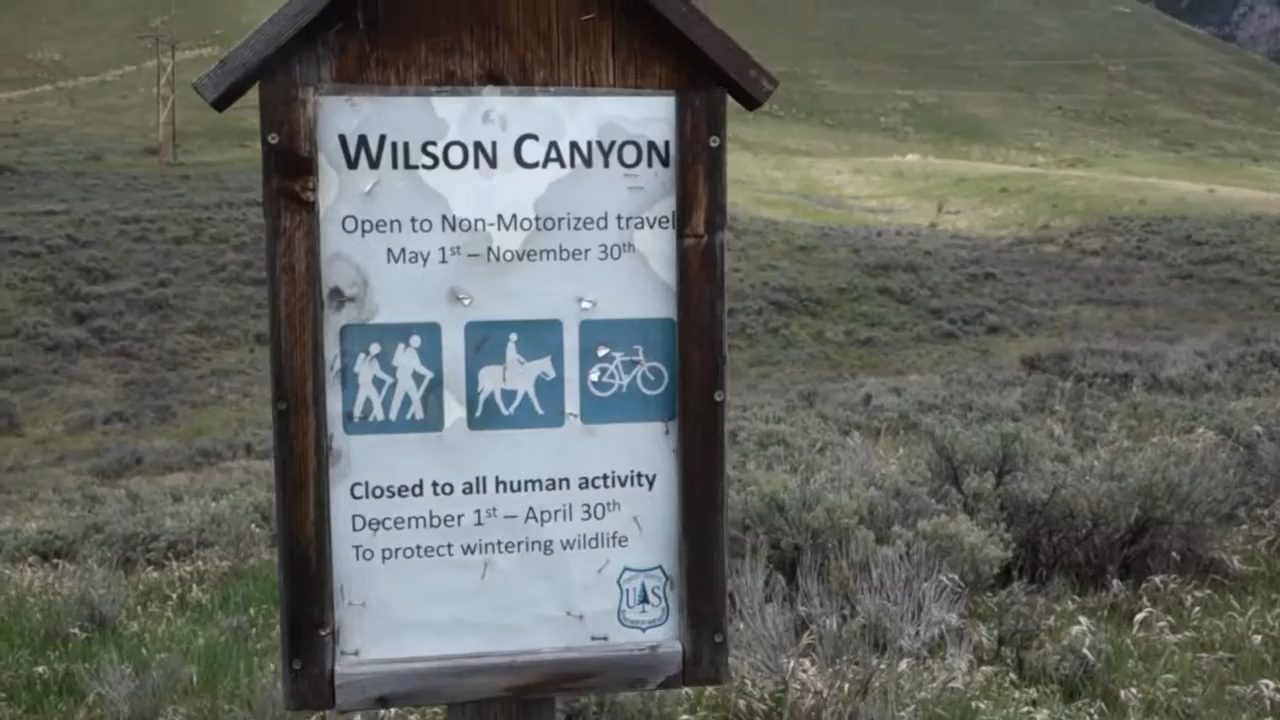 WILSON CANYON
Open to Non-Motorized travel
May 1st – November 30th
Closed to all human activity
December 1st – April 30th
To protect wintering wildlife
US